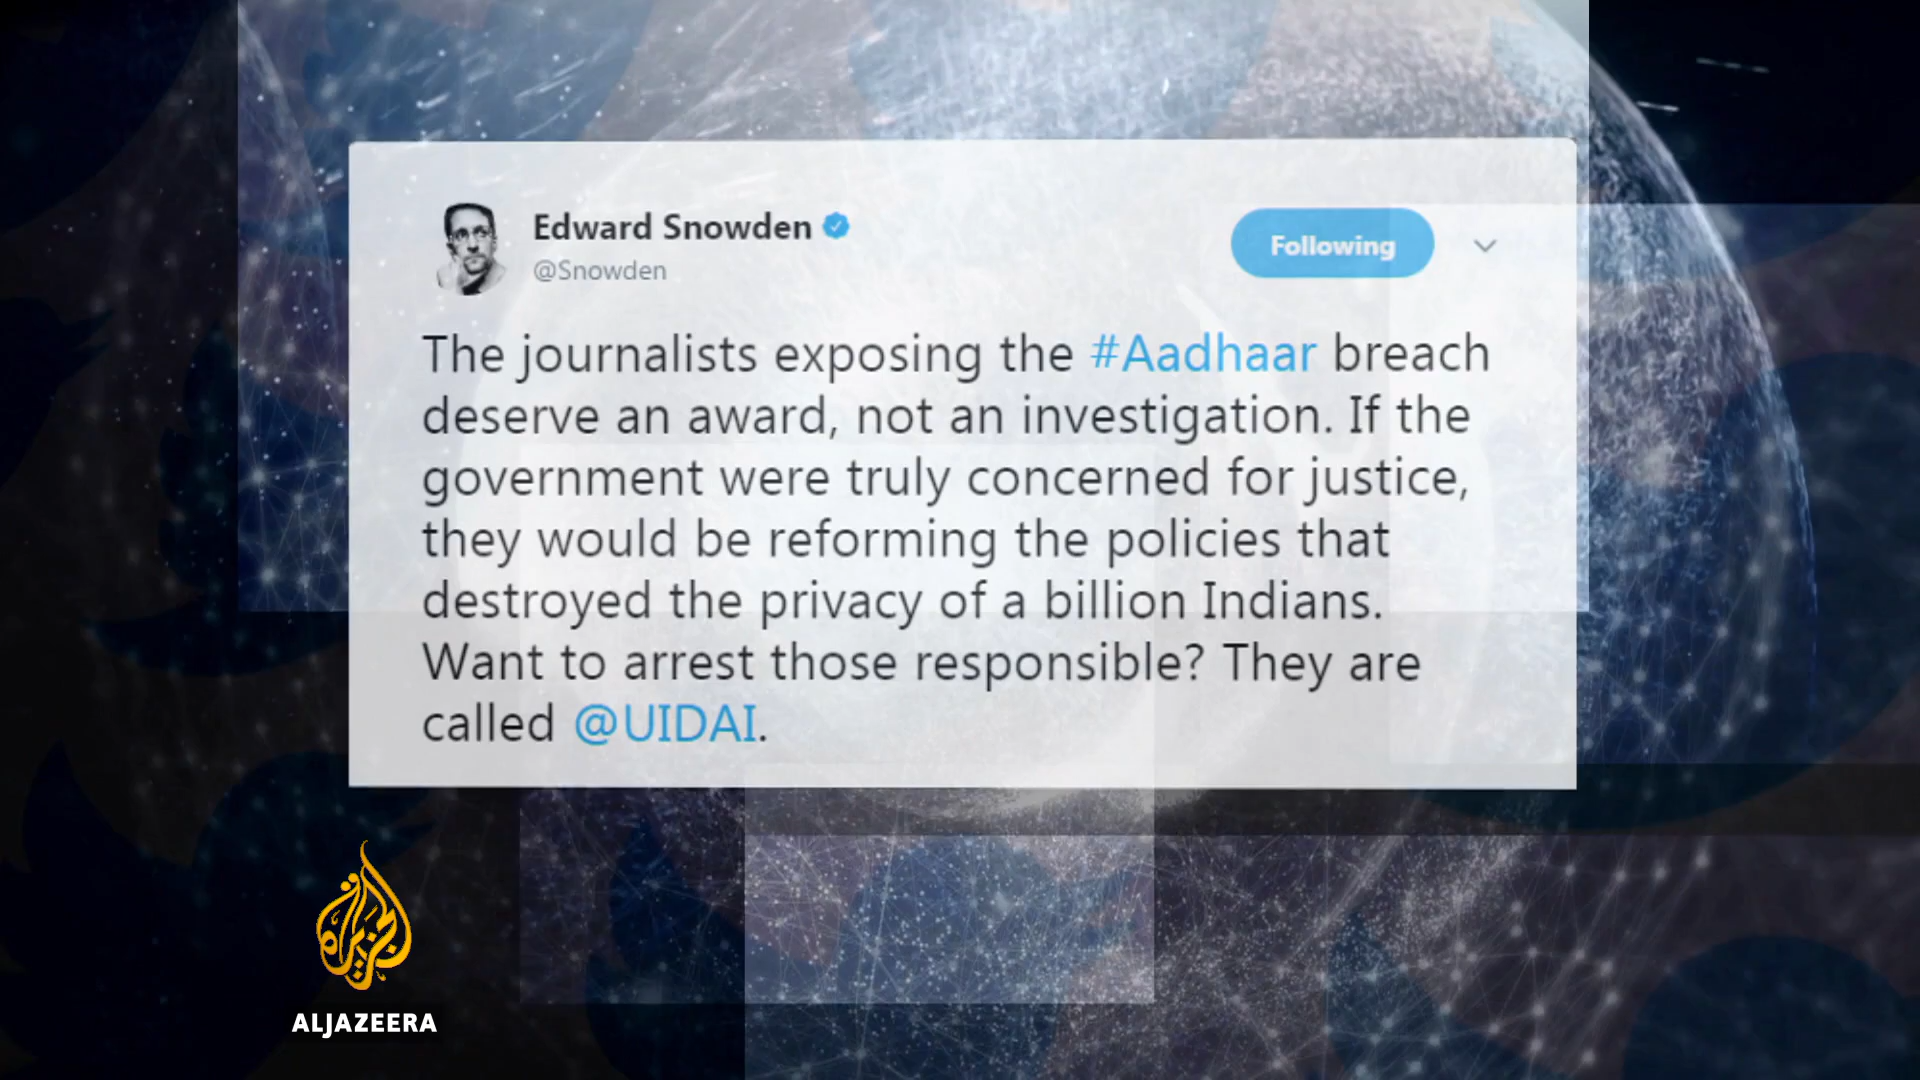 Edward Snowden
@Snowden
Following
The journalists exposing the #Aadhaar breach
deserve an award, not an investigation. If the
government were truly concerned for justice,
they would be reforming the policies that
destroyed the privacy of a billion Indians.
Want to arrest those responsible? They are
called @UIDAI.
الجزيرة
ALJAZEERA